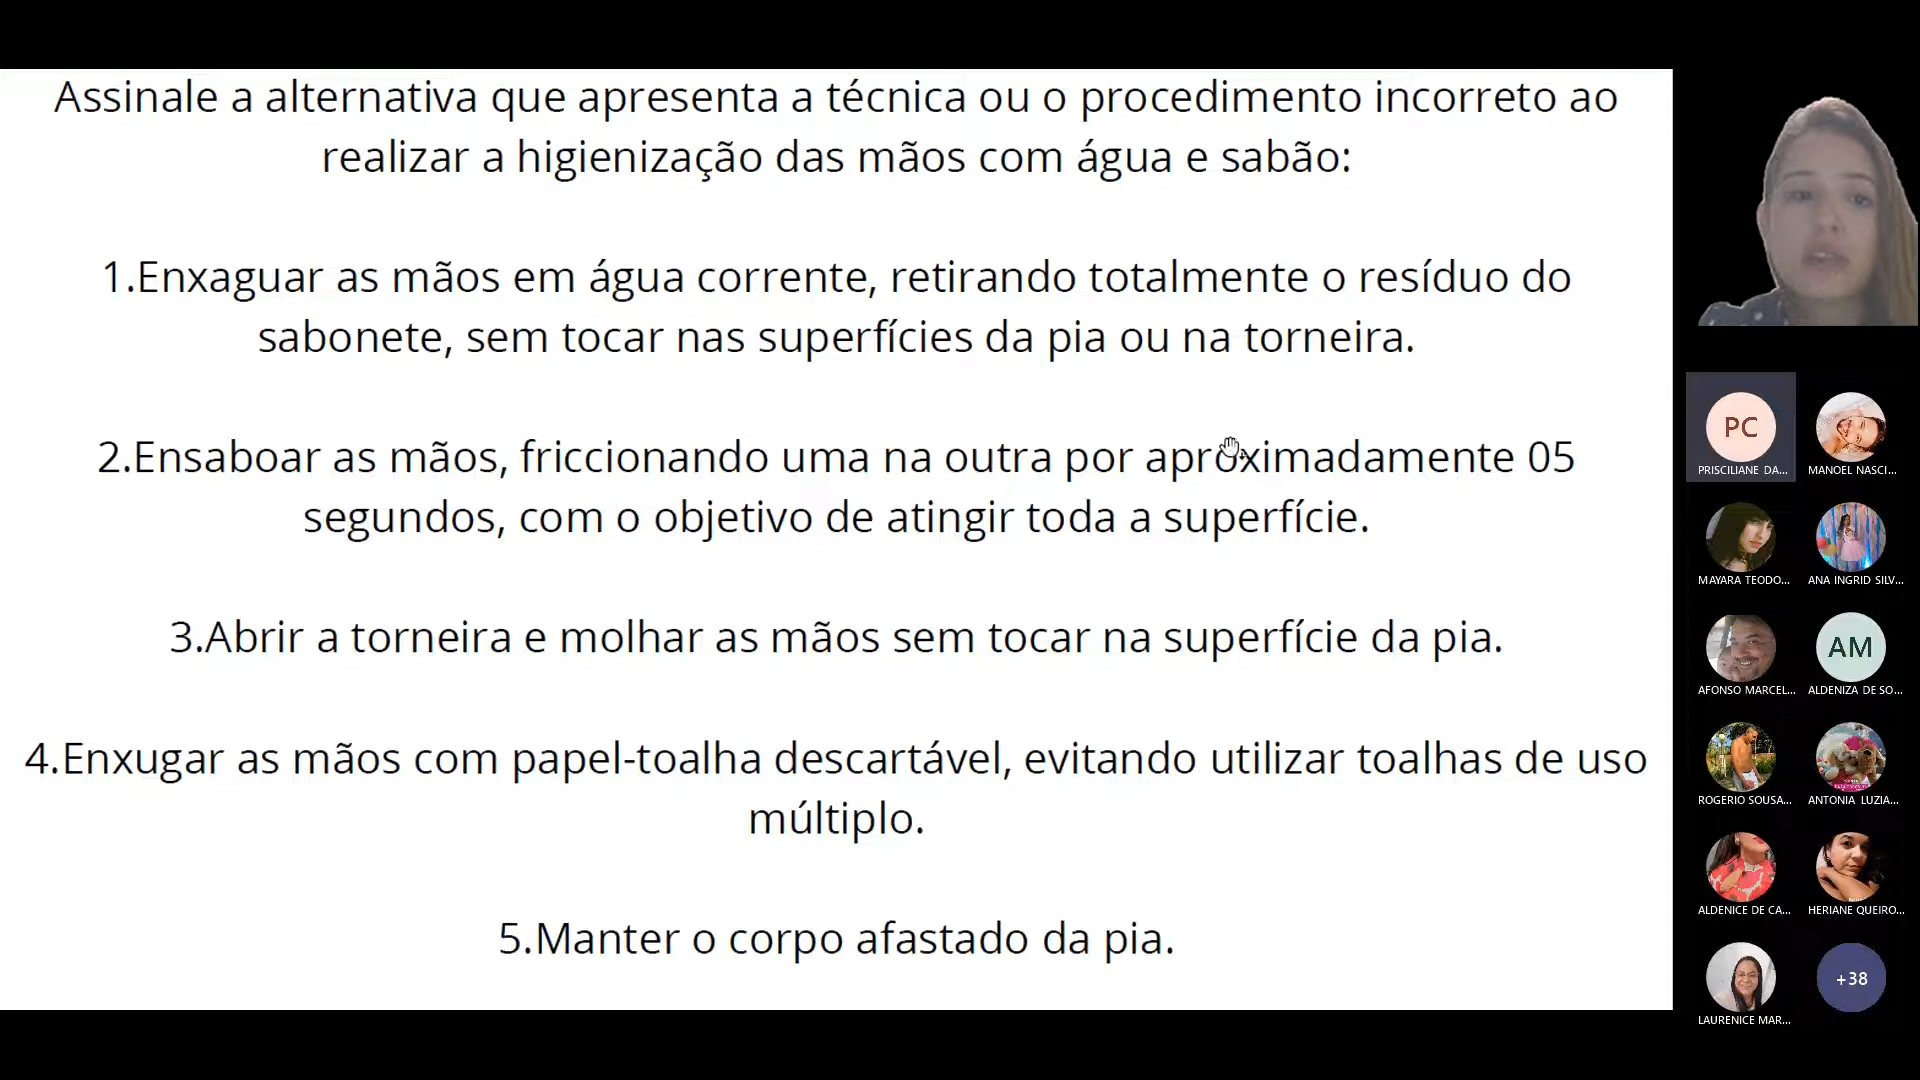 Assinale a alternativa que apresenta a técnica ou o procedimento incorreto ao
realizar a higienização das mãos com água e sabão:
1.Enxaguar as mãos em água corrente, retirando totalmente o resíduo do
sabonete, sem tocar nas superfícies da pia ou na torneira.
2.Ensaboar as mãos, friccionando uma na outra por aproximadamente 05
segundos, com o objetivo de atingir toda a superfície.
3.Abrir a torneira e molhar as mãos sem tocar na superfície da pia.
4.Enxugar as mãos com papel-toalha descartável, evitando utilizar toalhas de uso
múltiplo.
5.Manter o corpo afastado da pia.
PC
PRISCILIANE DA...
MANOEL NASCI...
MAYARA TEODO...
ANA INGRID SILV...
AFONSO MARCEL...
AM
ALDENIZA DE SO...
ROGERIO SOUSA...
ANTONIA LUZIA...
ALDENICE DE CA...
HERIANE QUEIRO...
LAURENICE MAR...
+38